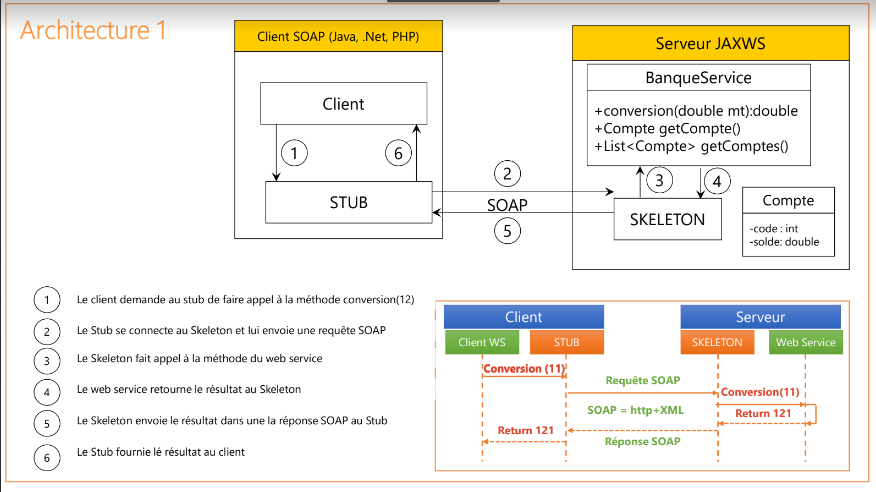 Architecture 1
Client SOAP (Java, .Net, PHP)
Client
1
6
STUB
2
SOAP
5
Serveur JAXWS
BanqueService
+conversion(double mt):double
+Compte getCompte()
+List<Compte> getComptes()
3
4
SKELETON
Compte
-code : int
-solde: double
1 Le client demande au stub de faire appel à la méthode conversion(12)
2 Le Stub se connecte au Skeleton et lui envoie une requête SOAP
3 Le Skeleton fait appel à la méthode du web service
4 Le web service retourne le résultat au Skeleton
5 Le Skeleton envoie le résultat dans une la réponse SOAP au Stub
6 Le Stub fournie lé résultat au client
Client
Serveur
Client WS
STUB
SKELETON
Web Service
Conversion (11)
Requête SOAP
Conversion(11)
SOAP = http+XML
Return 121
Return 121
Réponse SOAP